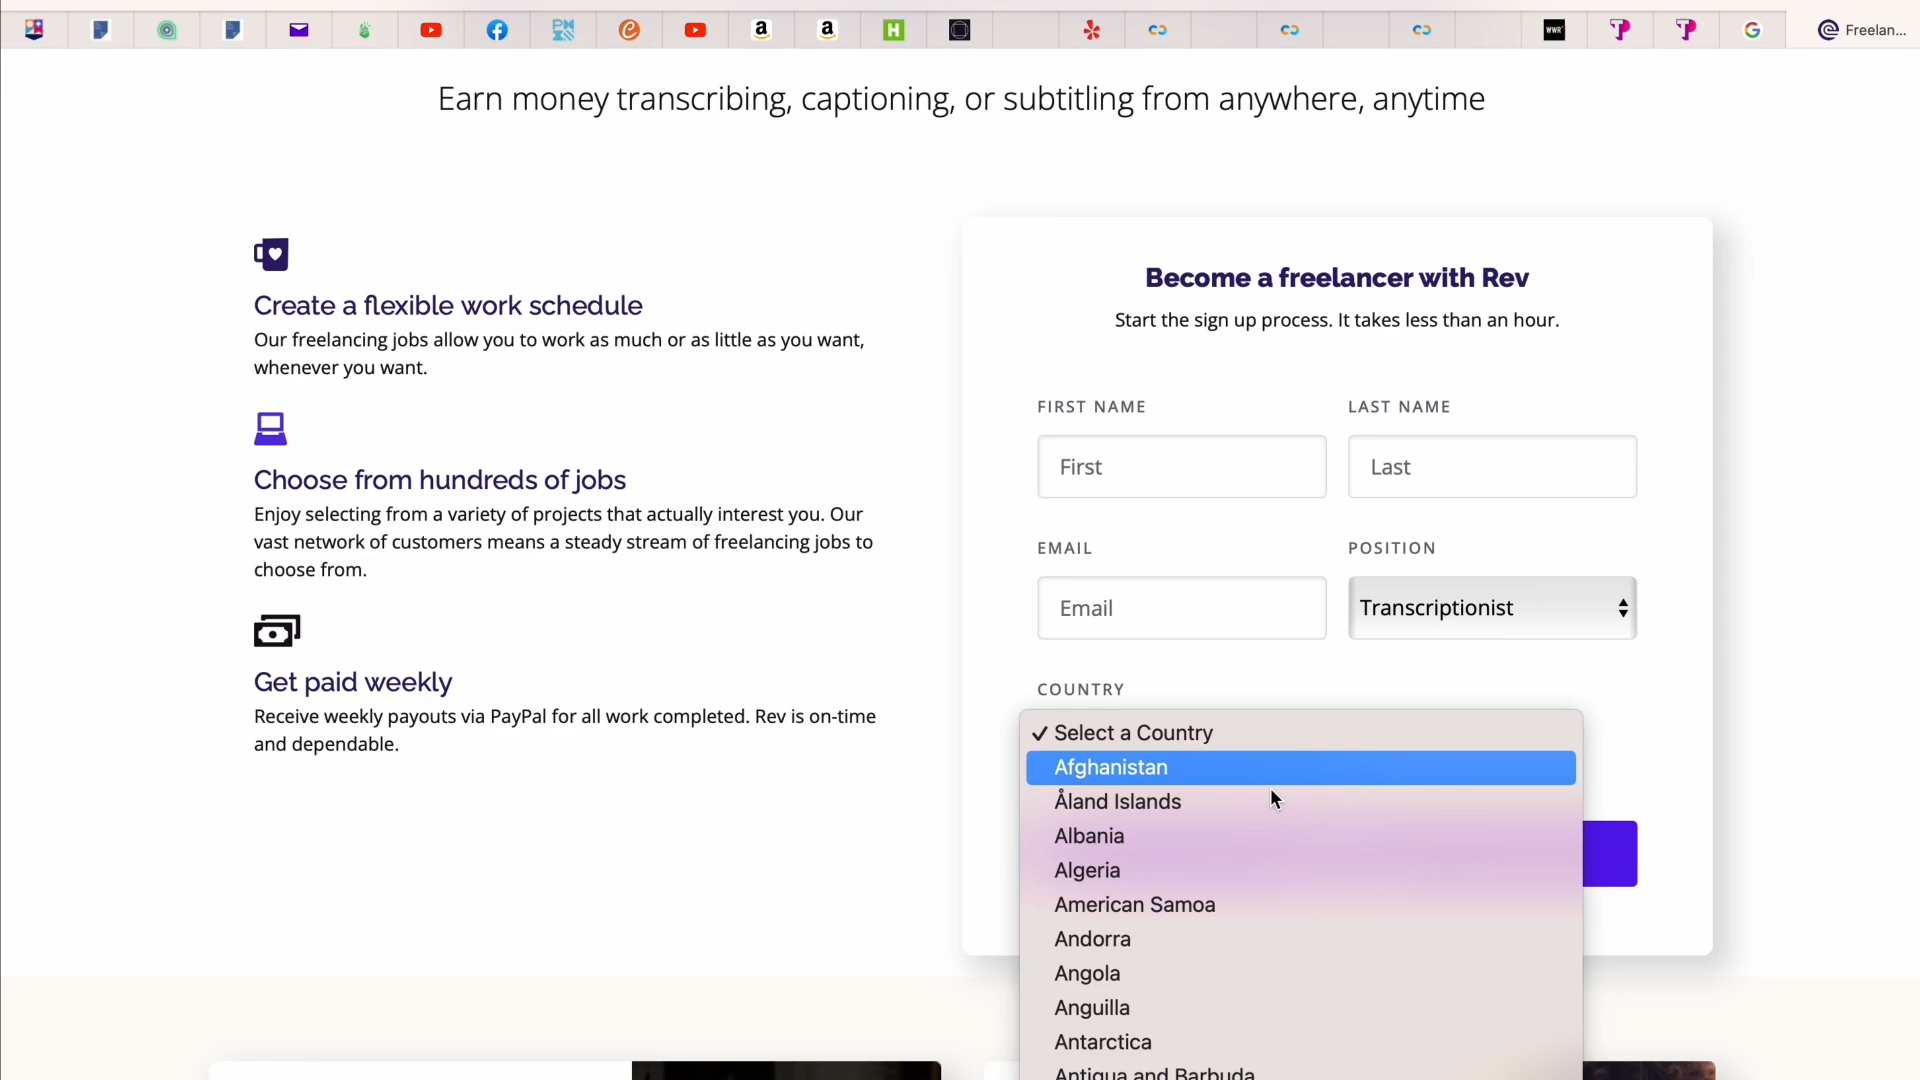 WWR
Freelan...
Earn money transcribing, captioning, or subtitling from anywhere, anytime
Create a flexible work schedule
Our freelancing jobs allow you to work as much or as little as you want,
whenever you want.
Choose from hundreds of jobs
Enjoy selecting from a variety of projects that actually interest you. Our
vast network of customers means a steady stream of freelancing jobs to
choose from.
Get paid weekly
Receive weekly payouts via PayPal for all work completed. Rev is on-time
and dependable.
Become a freelancer with Rev
Start the sign up process. It takes less than an hour.
FIRST NAME
LAST NAME
First
Last
EMAIL
POSITION
Email
Transcriptionist
COUNTRY
✓ Select a Country
Afghanistan
Åland Islands
Albania
Algeria
American Samoa
Andorra
Angola
Anguilla
Antarctica
Antigua and Barbuda